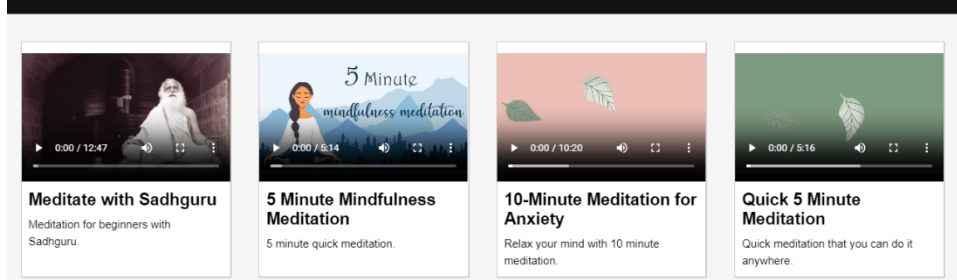 5 Minute
mindfulness meditation
0:00 / 12:47
0:00 / 5:14
0:00 / 10:20
0:00 / 5:16
Meditate with Sadhguru
Meditation for beginners with
Sadhguru.
5 Minute Mindfulness
Meditation
5 minute quick meditation.
10-Minute Meditation for
Anxiety
Relax your mind with 10 minute
meditation.
Quick 5 Minute
Meditation
Quick meditation that you can do it
anywhere.